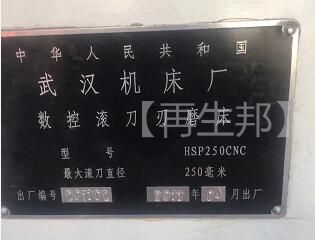 中华人民共和国
武汉机床厂
数控滚刀刃磨床
【再生邦】
型号 HSP250CNC
最大滚刀直径 250毫米
出厂编号 年 月出厂